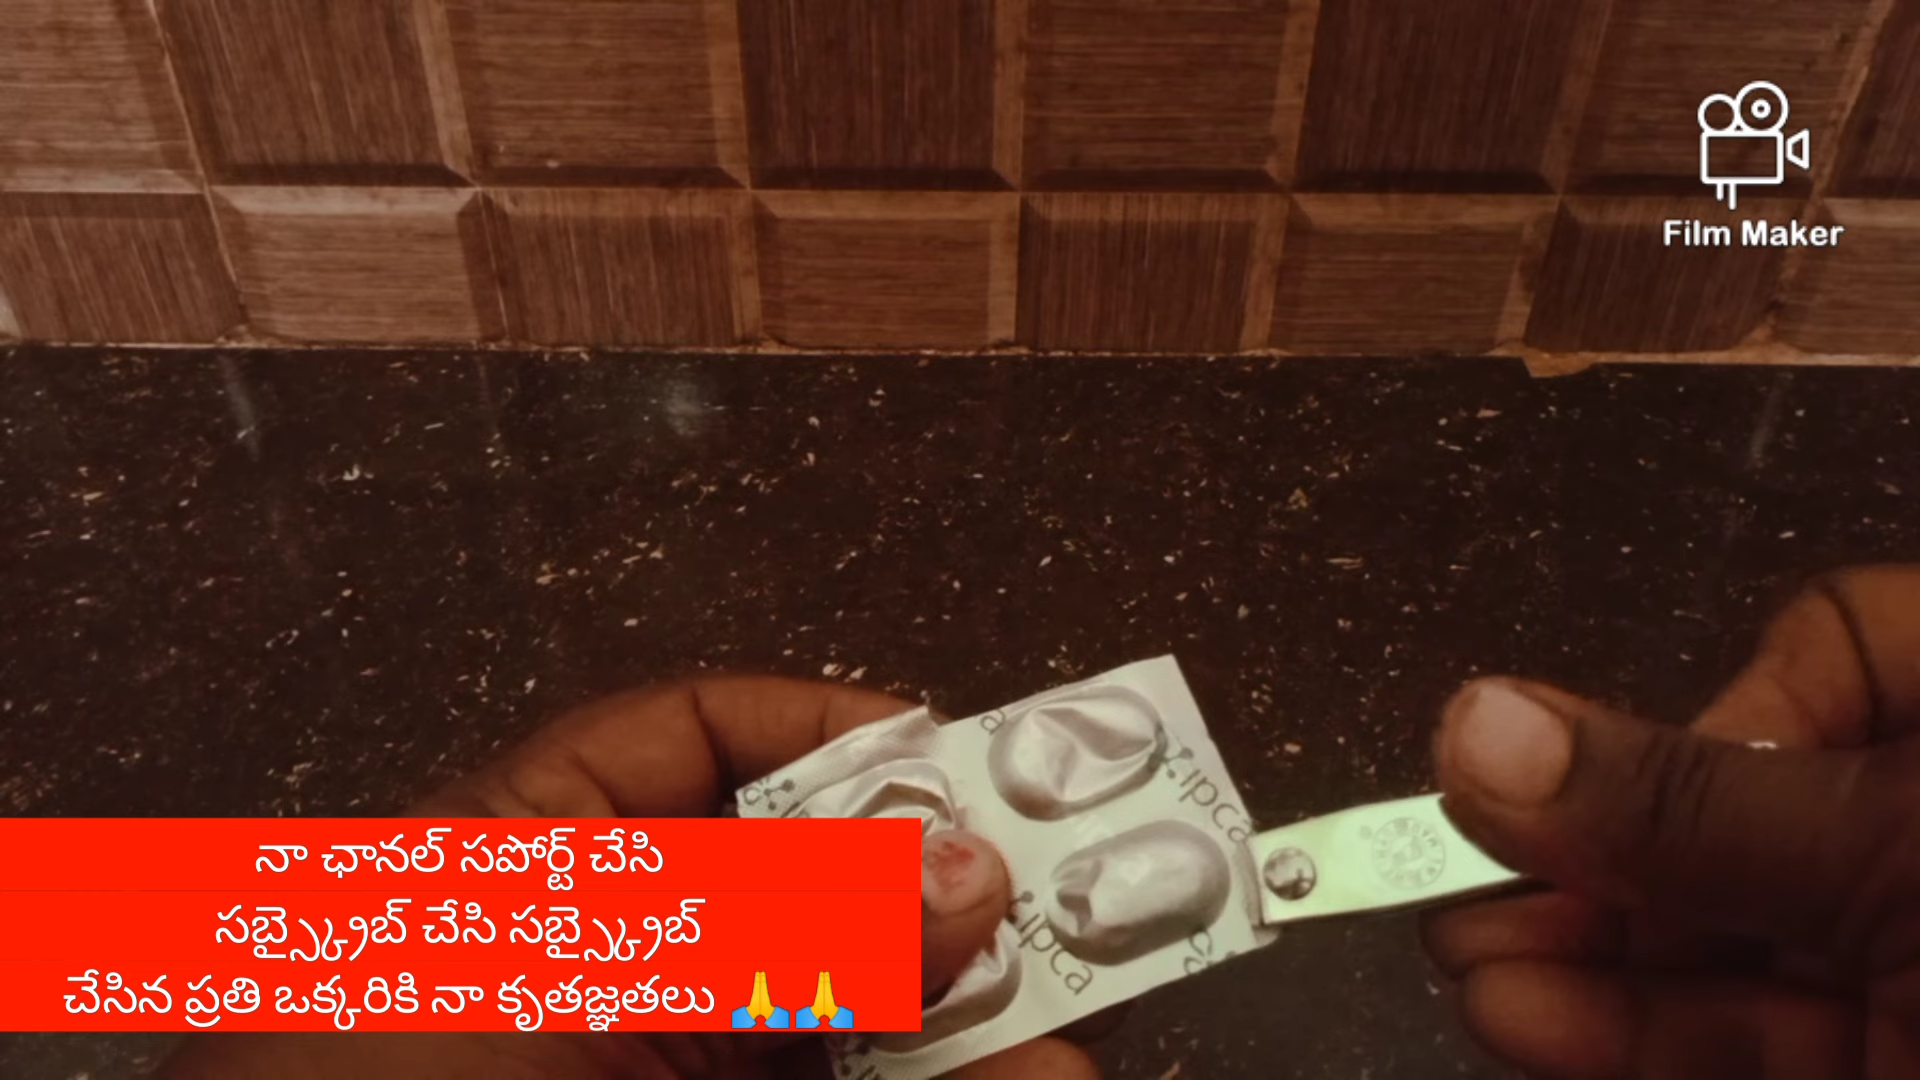 Film Maker
ipca
ipca
నా ఛానల్ సపోర్ట్ చేసి
సబ్స్క్రైబ్ చేసి సబ్స్క్రైబ్
చేసిన ప్రతి ఒక్కరికి నా కృతజ్ఞతలు 🙏🙏